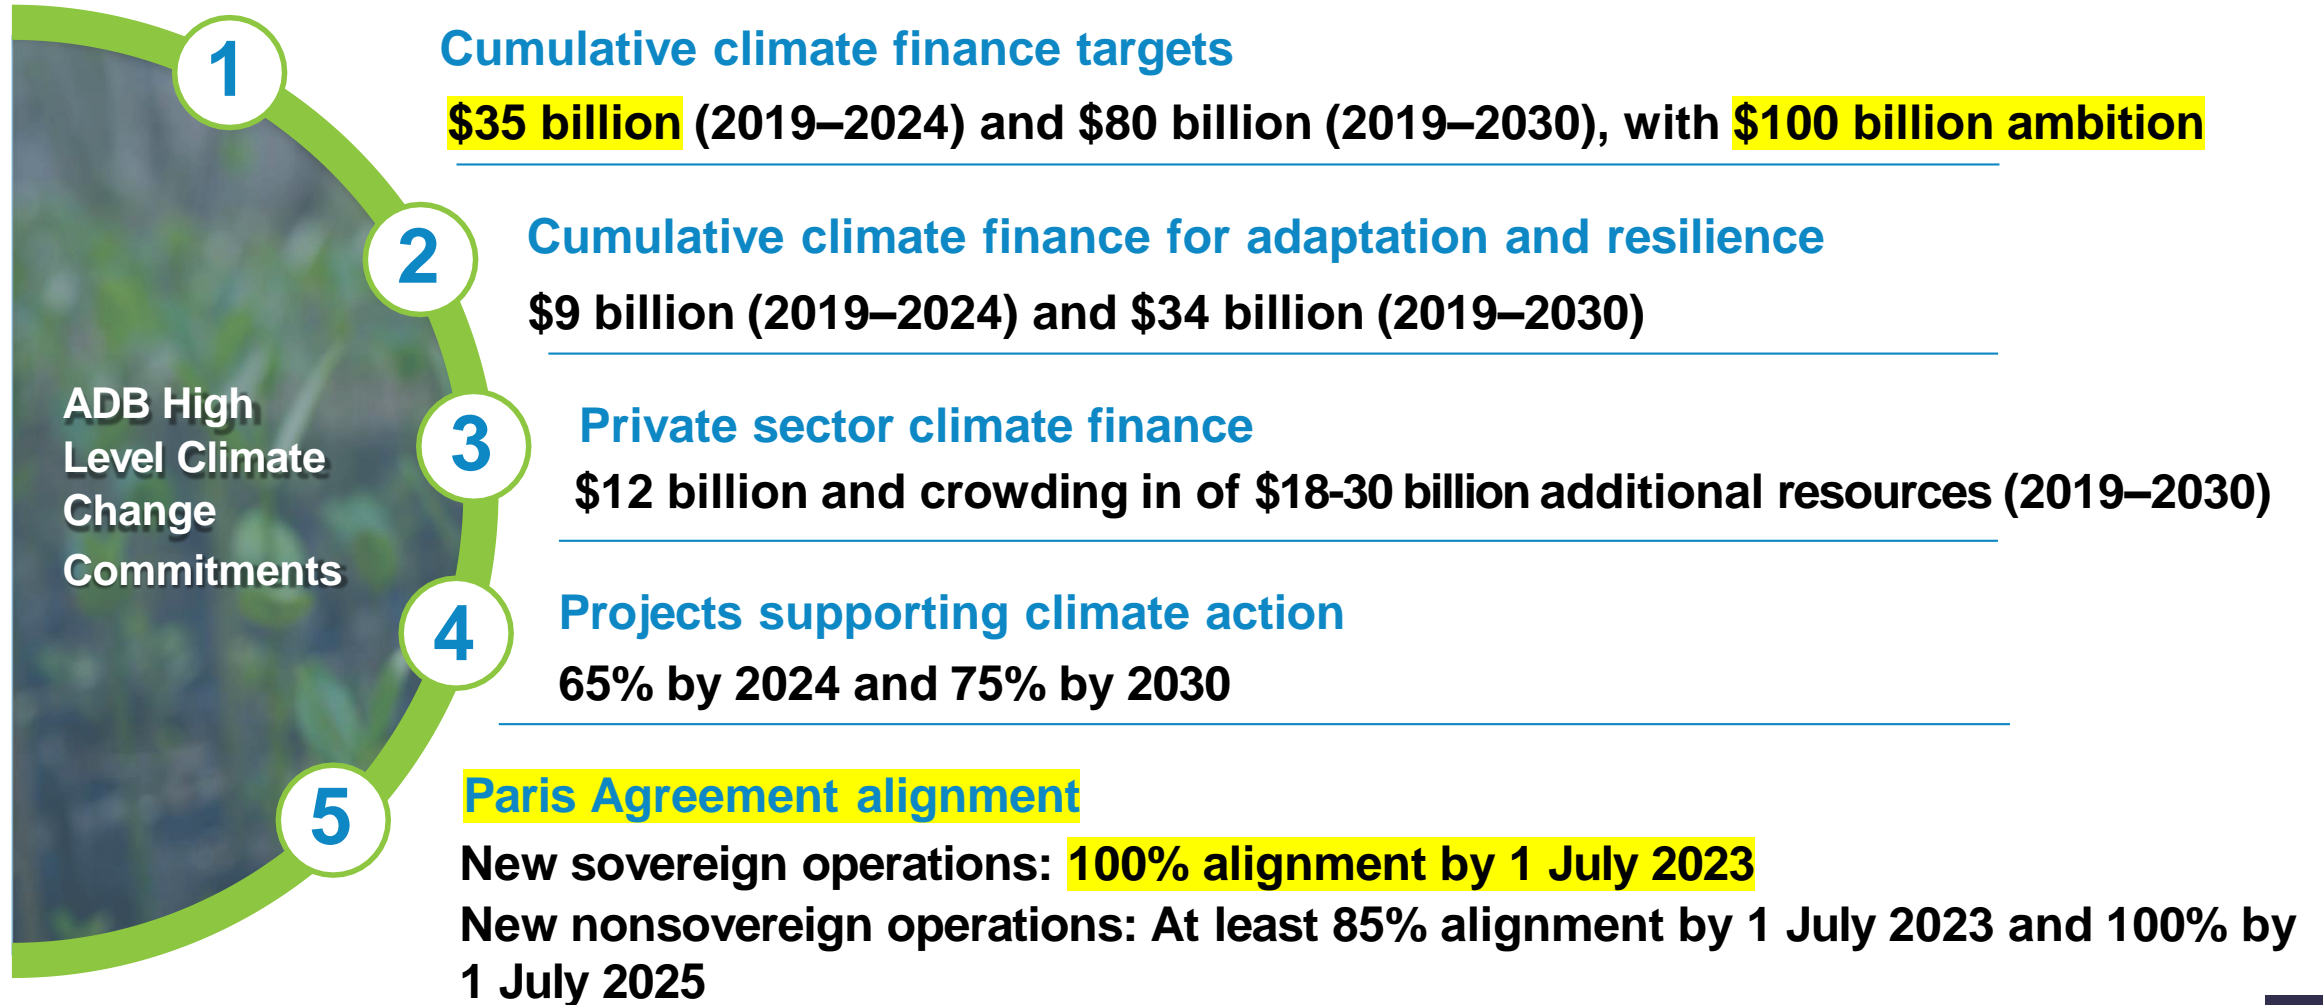 ADB High
Level Climate
Change
Commitments
1
Cumulative climate finance targets
$35 billion (2019–2024) and $80 billion (2019–2030), with $100 billion ambition
2
Cumulative climate finance for adaptation and resilience
$9 billion (2019–2024) and $34 billion (2019–2030)
3
Private sector climate finance
$12 billion and crowding in of $18-30 billion additional resources (2019–2030)
4
Projects supporting climate action
65% by 2024 and 75% by 2030
5
Paris Agreement alignment
New sovereign operations: 100% alignment by 1 July 2023
New nonsovereign operations: At least 85% alignment by 1 July 2023 and 100% by
1 July 2025